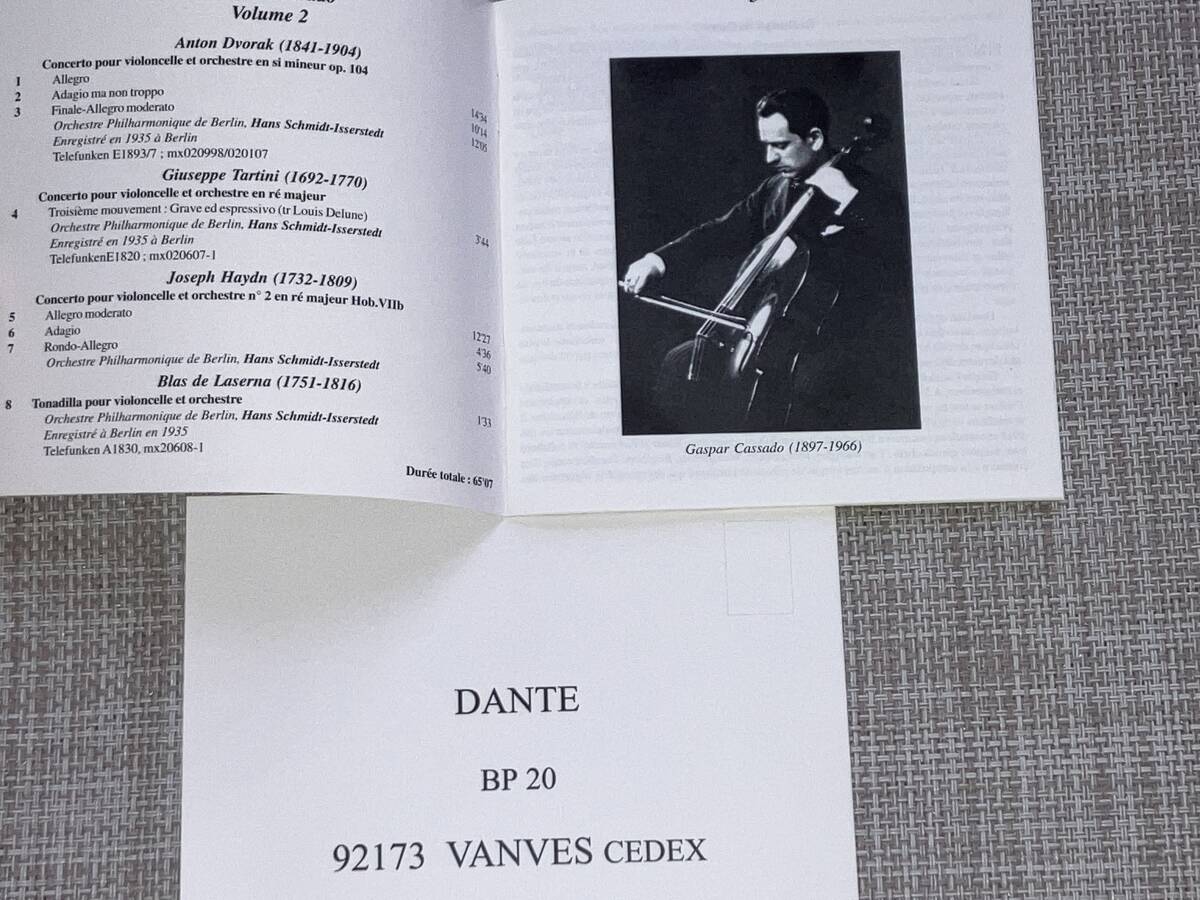 Volume 2
Anton Dvorak (1841-1904)
Concerto pour violoncelle et orchestre en si mineur op. 104
1 Allegro 14'34
2 Adagio ma non troppo 10'14
3 Finale-Allegro moderato 12'05
Orchestre Philharmonique de Berlin, Hans Schmidt-Isserstedt
Enregistré en 1935 à Berlin
Telefunken E1893/7 ; mx020998/020107
Giuseppe Tartini (1692-1770)
Concerto pour violoncelle et orchestre en ré majeur
4 Troisième mouvement : Grave ed espressivo (tr Louis Delune) 3'44
Orchestre Philharmonique de Berlin, Hans Schmidt-Isserstedt
Enregistré en 1935 à Berlin
TelefunkenE1820 ; mx020607-1
Joseph Haydn (1732-1809)
Concerto pour violoncelle et orchestre n° 2 en ré majeur Hob.VIIb
5 Allegro moderato 12'27
6 Adagio 4'36
7 Rondo-Allegro 5'40
Orchestre Philharmonique de Berlin, Hans Schmidt-Isserstedt
Blas de Laserna (1751-1816)
8 Tonadilla pour violoncelle et orchestre 1'33
Orchestre Philharmonique de Berlin, Hans Schmidt-Isserstedt
Enregistré à Berlin en 1935
Telefunken A1830, mx20608-1
Durée totale : 65'07
Gaspar Cassado (1897-1966)
DANTE
BP 20
92173 VANVES CEDEX